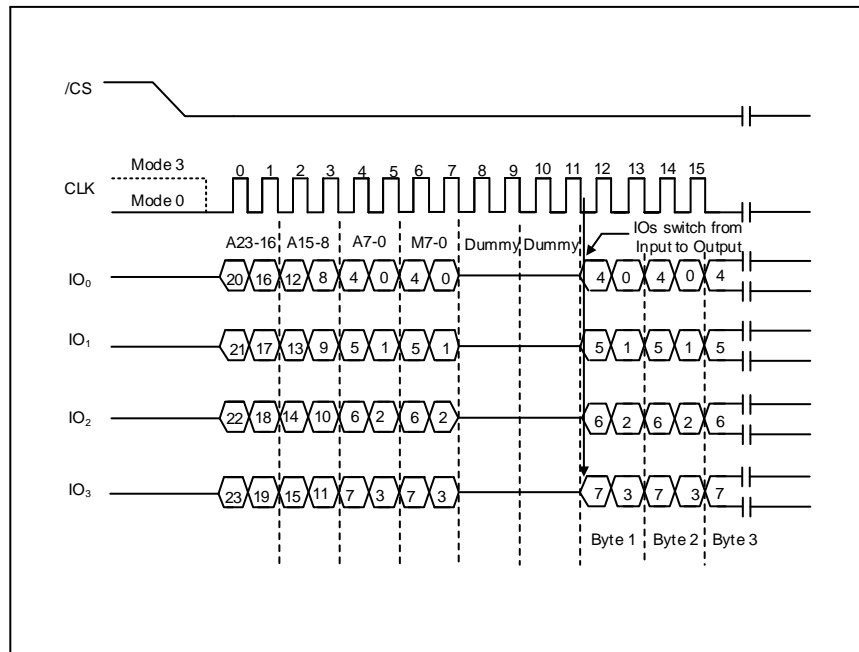 /CS
Mode 3
0 1 2 3 4 5 6 7 8 9 10 11 12 13 14 15
CLK
Mode 0
IOs switch from
Input to Output
A23-16 A15-8 A7-0 M7-0 Dummy Dummy
IO₀ 20 16 12 8 4 0 4 0 4 0 4 0 4
IO₁ 21 17 13 9 5 1 5 1 5 1 5 1 5
IO₂ 22 18 14 10 6 2 6 2 6 2 6 2 6
IO₃ 23 19 15 11 7 3 7 3 7 3 7 3 7
Byte 1 Byte 2 Byte 3